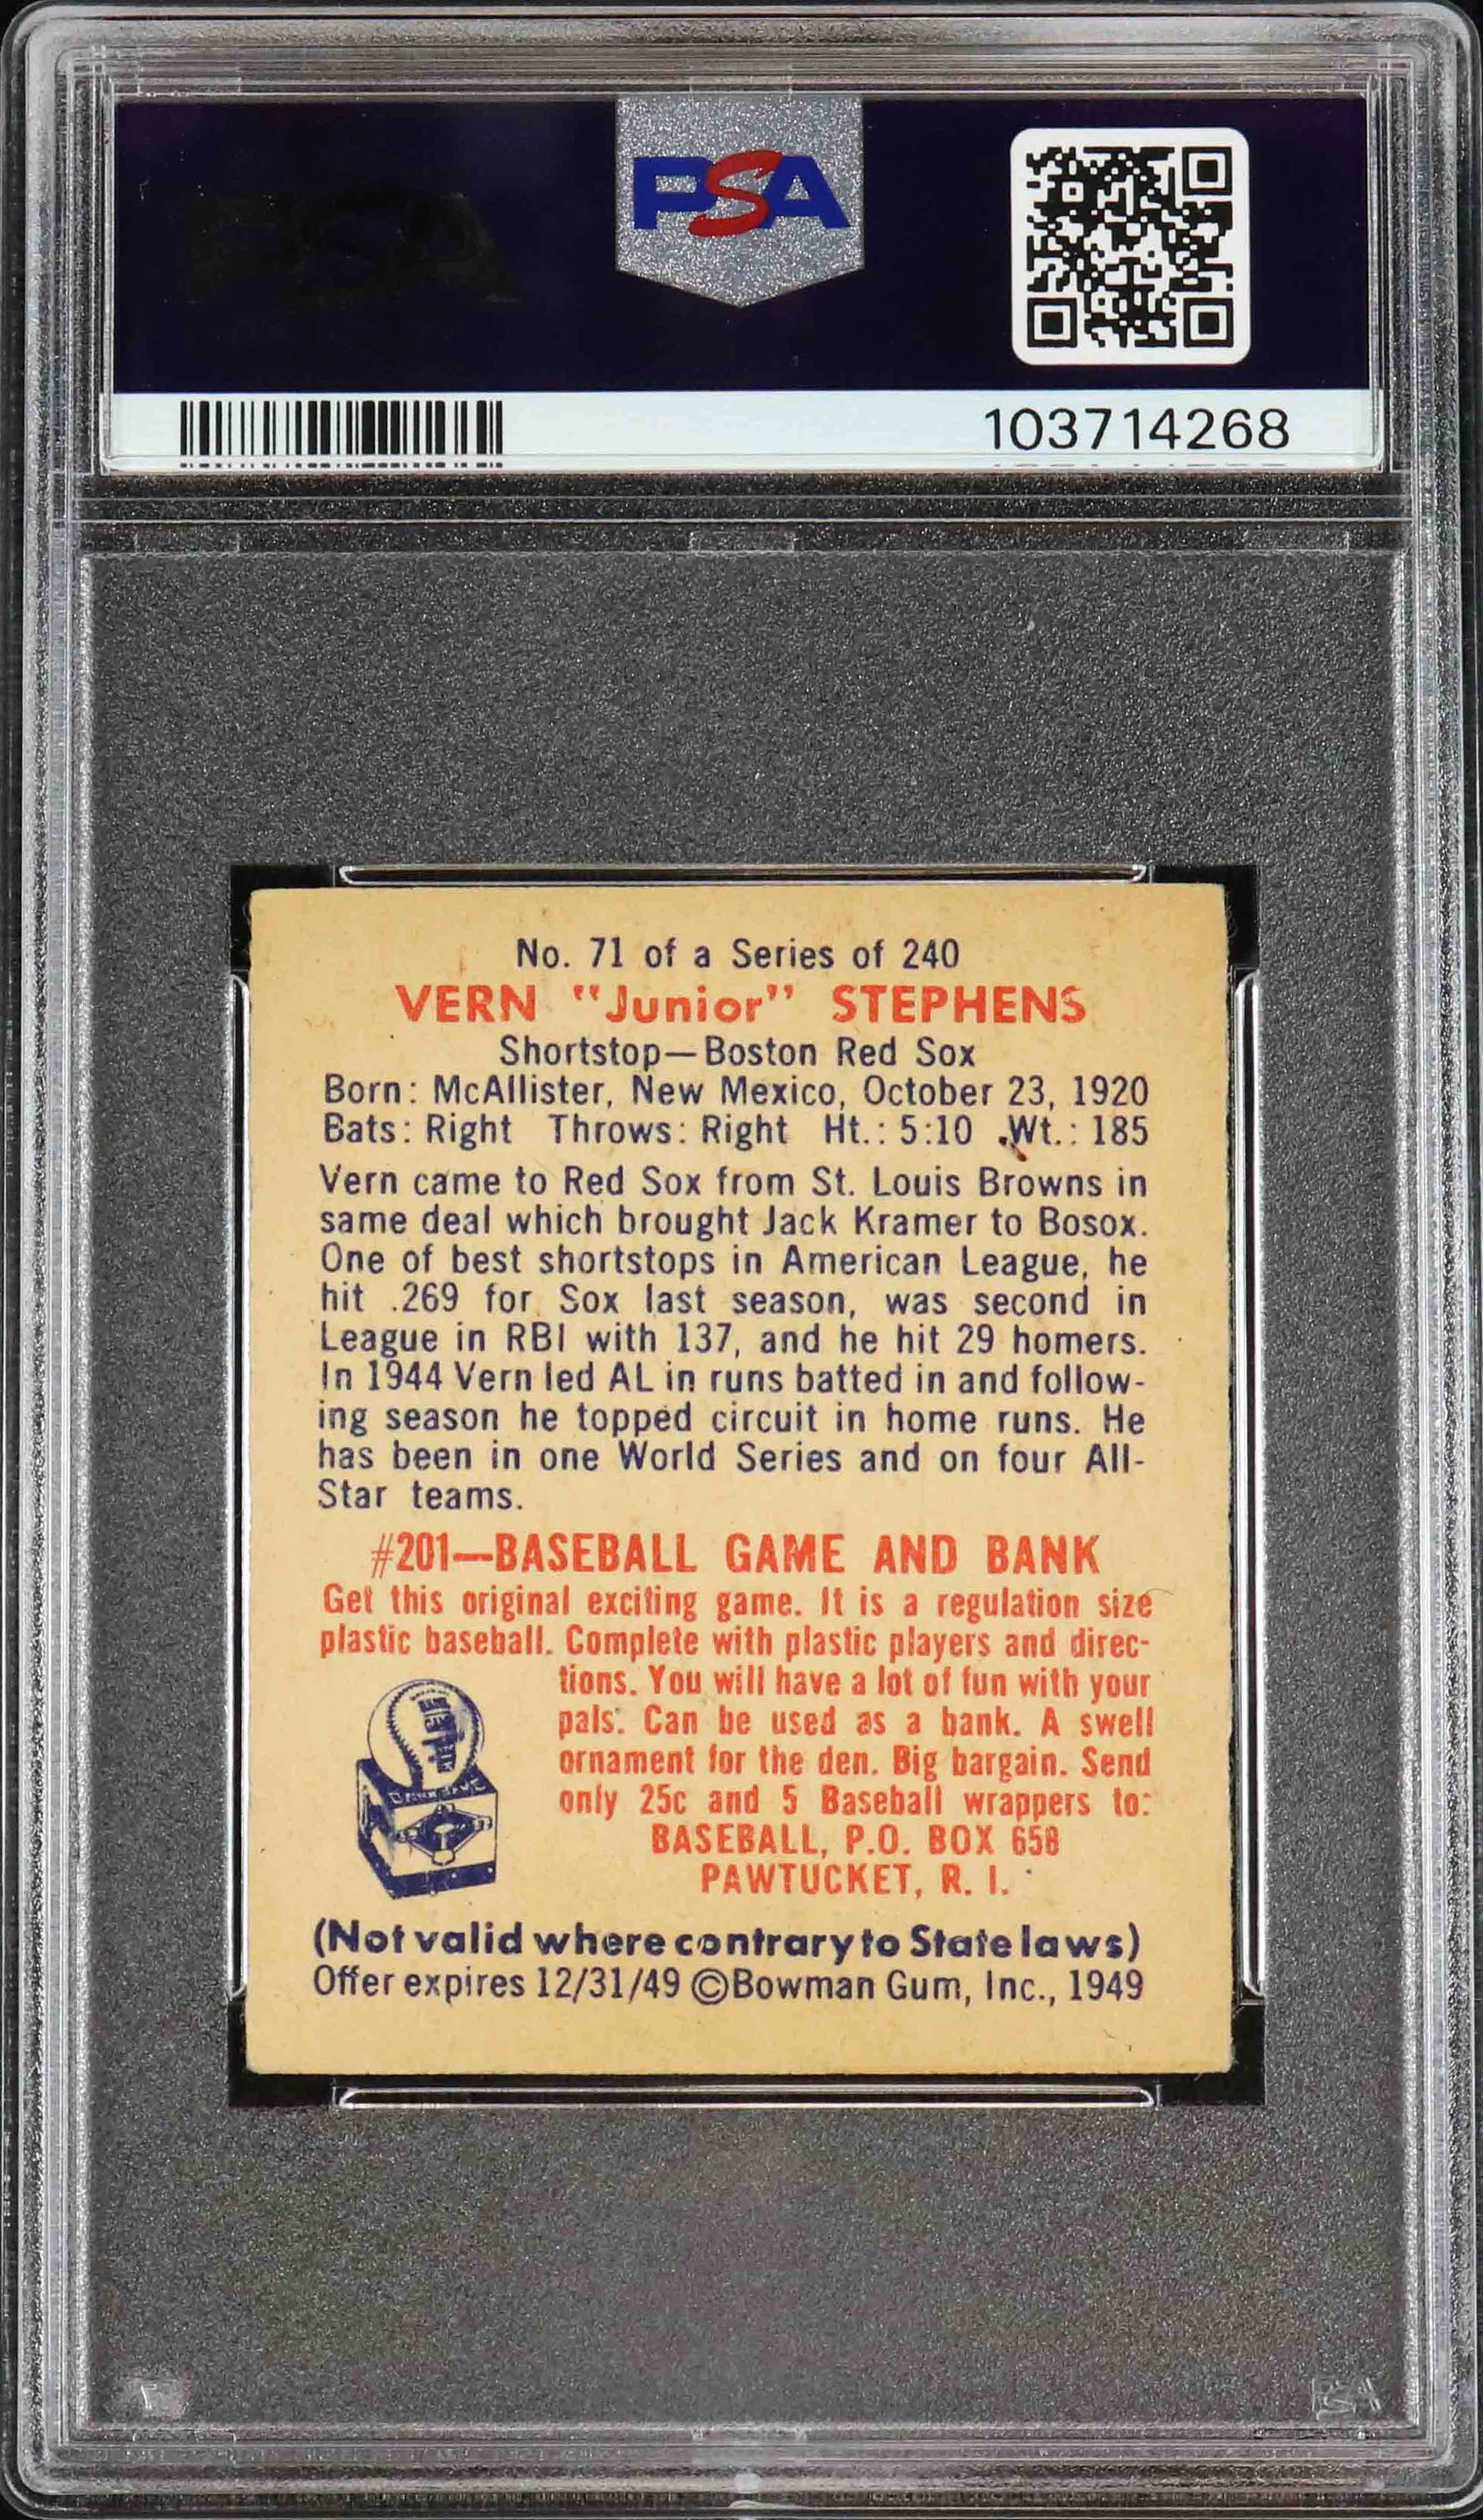 PSA
PSA
103714268
No. 71 of a Series of 240
VERN "Junior" STEPHENS
Shortstop—Boston Red Sox
Born: McAllister, New Mexico, October 23, 1920
Bats: Right Throws: Right Ht.: 5:10 Wt.: 185
Vern came to Red Sox from St. Louis Browns in
same deal which brought Jack Kramer to Bosox.
One of best shortstops in American League, he
hit .269 for Sox last season, was second in
League in RBI with 137, and he hit 29 homers.
In 1944 Vern led AL in runs batted in and follow-
ing season he topped circuit in home runs. He
has been in one World Series and on four All-
Star teams.
#201—BASEBALL GAME AND BANK
Get this original exciting game. It is a regulation size
plastic baseball. Complete with plastic players and direc-
tions. You will have a lot of fun with your
pals. Can be used as a bank. A swell
ornament for the den. Big bargain. Send
only 25c and 5 Baseball wrappers to:
BASEBALL, P.O. BOX 658
PAWTUCKET, R. I.
(Not valid where contrary to State laws)
Offer expires 12/31/49 ©Bowman Gum, Inc., 1949
PSA